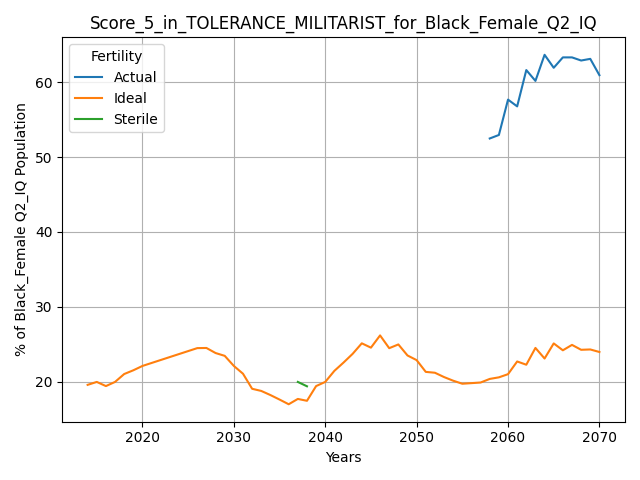 Score_5_in_TOLERANCE_MILITARIST_for_Black_Female_Q2_IQ
Fertility
Actual
Ideal
Sterile
% of Black_Female Q2_IQ Population
60
50
40
30
20
2020 2030 2040 2050 2060 2070
Years